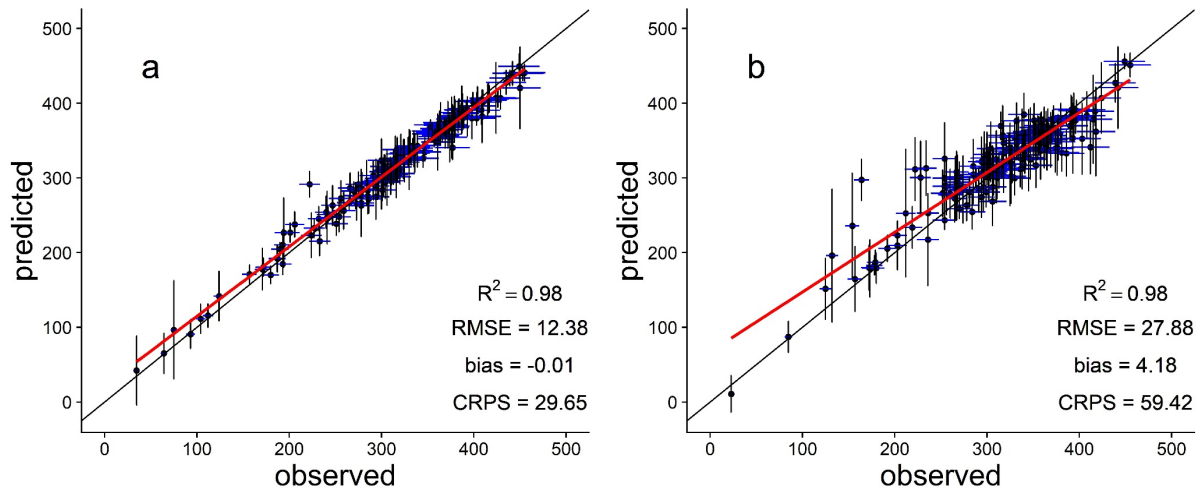 a
predicted
500
400
300
200
100
0
R² = 0.98
RMSE = 12.38
bias = -0.01
CRPS = 29.65
0 100 200 300 400 500
observed
b
predicted
500
400
300
200
100
0
R² = 0.98
RMSE = 27.88
bias = 4.18
CRPS = 59.42
0 100 200 300 400 500
observed